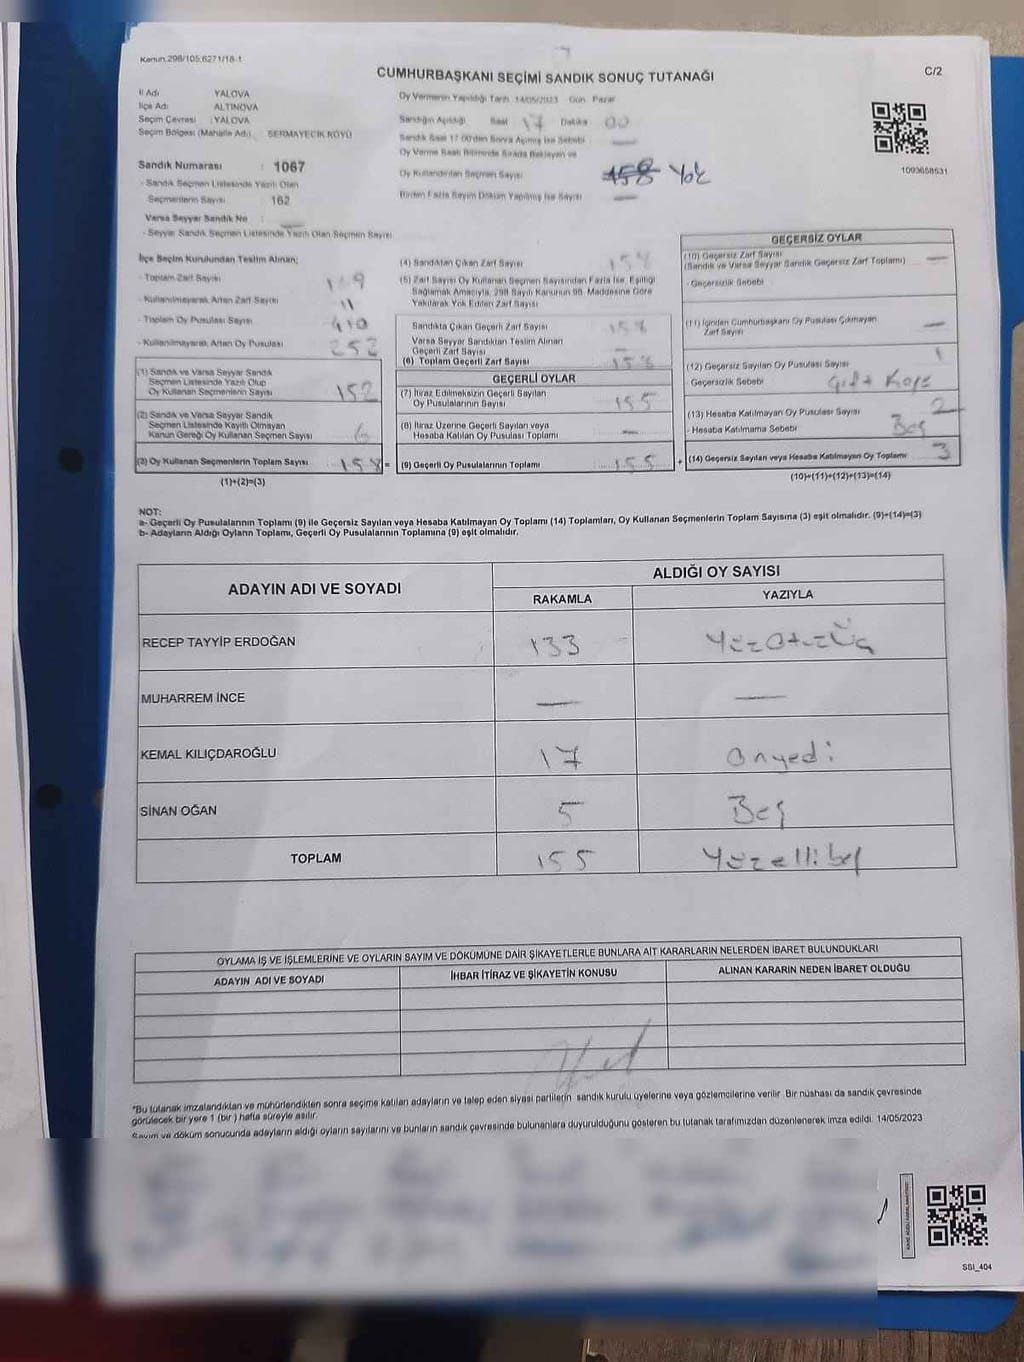 Kanun.298/105;6271/18-1
CUMHURBAŞKANI SEÇİMİ SANDIK SONUÇ TUTANAĞI
C/2
İl Adı YALOVA
İlçe Adı ALTINOVA
Seçim Çevresi : YALOVA
Seçim Bölgesi (Mahalle Adı) SERMAYECİK KÖYÜ
Sandık Numarası : 1067
- Sandık Seçmen Listesinde Yazılı Olan
Seçmenlerin Sayısı 162
Varsa Seyyar Sandık No
- Seyyar Sandık Seçmen Listesinde Yazılı Olan Seçmen Sayısı
Oy Vermenin Yapıldığı Tarih 14/05/2023 Gün Pazar
Sandığın Açıldığı Saat 17 Dakika 00
Sandık Saat 17.00'den Sonra Açılmış İse Sebebi —
Oy Verme Saati Bitiminde Sırada Bekleyen ve
Oy Kullandırılan Seçmen Sayısı 158 Yok
Birden Fazla Sayım Döküm Yapılmış İse Sayısı —
1093658531
İlçe Seçim Kurulundan Teslim Alınan;
- Toplam Zarf Sayısı
- Kullanılmayarak Artan Zarf Sayısı 11
- Toplam Oy Pusulası Sayısı 410
- Kullanılmayarak Artan Oy Pusulası 252
(1) Sandık ve Varsa Seyyar Sandık
Seçmen Listesinde Yazılı Olup
Oy Kullanan Seçmenlerin Sayısı 152
(2) Sandık ve Varsa Seyyar Sandık
Seçmen Listesinde Kayıtlı Olmayan
Kanun Gereği Oy Kullanan Seçmen Sayısı 6
(3) Oy Kullanan Seçmenlerin Toplam Sayısı 158 =
(1)+(2)=(3)
(4) Sandıktan Çıkan Zarf Sayısı 158
(5) Zarf Sayısı Oy Kullanan Seçmen Sayısından Fazla İse, Eşitliği
Sağlamak Amacıyla, 298 Sayılı Kanunun 98. Maddesine Göre
Yakılarak Yok Edilen Zarf Sayısı
Sandıkta Çıkan Geçerli Zarf Sayısı 158
Varsa Seyyar Sandıktan Teslim Alınan
Geçerli Zarf Sayısı —
(6) Toplam Geçerli Zarf Sayısı 158
GEÇERLİ OYLAR
(7) İtiraz Edilmeksizin Geçerli Sayılan
Oy Pusulalarının Sayısı 155
(8) İtiraz Üzerine Geçerli Sayılan veya
Hesaba Katılan Oy Pusulası Toplamı —
(9) Geçerli Oy Pusulalarının Toplamı 155 +
GEÇERSİZ OYLAR
(10) Geçersiz Zarf Sayısı —
(Sandık ve Varsa Seyyar Sandık Geçersiz Zarf Toplamı)
- Geçersizlik Sebebi
(11) İçinden Cumhurbaşkanı Oy Pusulası Çıkmayan —
Zarf Sayısı
(12) Geçersiz Sayılan Oy Pusulası Sayısı 1
- Geçersizlik Sebebi
(13) Hesaba Katılmayan Oy Pusulası Sayısı 2
- Hesaba Katılmama Sebebi Boş
(14) Geçersiz Sayılan veya Hesaba Katılmayan Oy Toplamı 3
(10)+(11)+(12)+(13)=(14)
NOT:
a- Geçerli Oy Pusulalarının Toplamı (9) ile Geçersiz Sayılan veya Hesaba Katılmayan Oy Toplamı (14) Toplamları, Oy Kullanan Seçmenlerin Toplam Sayısına (3) eşit olmalıdır. (9)+(14)=(3)
b- Adayların Aldığı Oyların Toplamı, Geçerli Oy Pusulalarının Toplamına (9) eşit olmalıdır.
ADAYIN ADI VE SOYADI
ALDIĞI OY SAYISI
RAKAMLA YAZIYLA
RECEP TAYYİP ERDOĞAN 133 YüzOtuzÜç
MUHARREM İNCE — —
KEMAL KILIÇDAROĞLU 17 Onyedi
SİNAN OĞAN 5 Beş
TOPLAM 155 Yüzellibeş
OYLAMA İŞ VE İŞLEMLERİNE VE OYLARIN SAYIM VE DÖKÜMÜNE DAİR ŞİKAYETLERLE BUNLARA AİT KARARLARIN NELERDEN İBARET BULUNDUKLARI
ADAYIN ADI VE SOYADI İHBAR İTİRAZ VE ŞİKAYETİN KONUSU ALINAN KARARIN NEDEN İBARET OLDUĞU
*Bu tutanak imzalandıktan ve mühürlendikten sonra seçime katılan adayların ve talep eden siyasi partilerin sandık kurulu üyelerine veya gözlemcilerine verilir. Bir nüshası da sandık çevresinde
görülecek bir yere 1 (bir) hafta süreyle asılır.
Sayım ve döküm sonucunda adayların aldığı oyların sayılarını ve bunların sandık çevresinde bulunanlara duyurulduğunu gösteren bu tutanak tarafımızdan düzenlenerek imza edildi. 14/05/2023
SSI_404